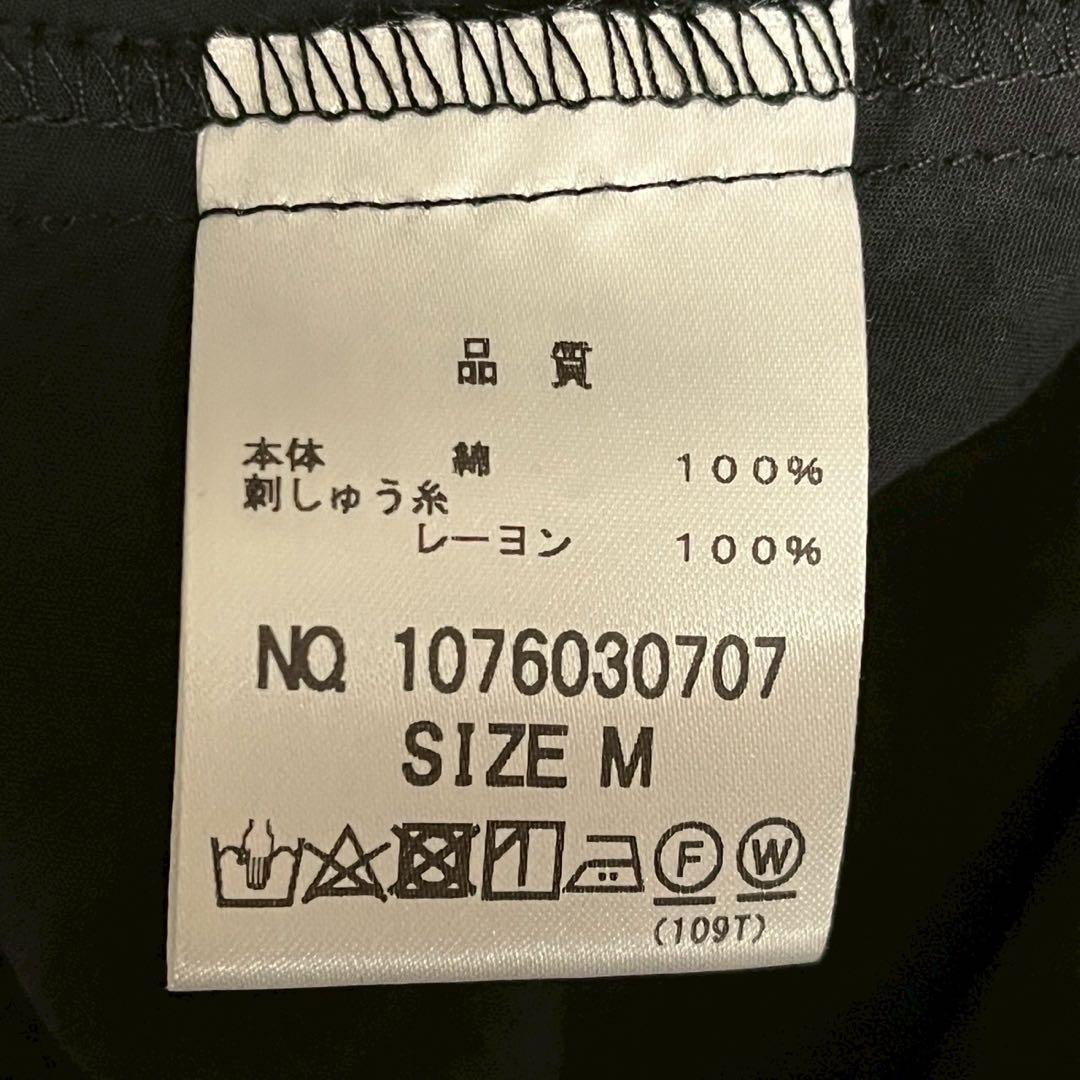 品 質
本体 綿 100%
刺しゅう糸
レーヨン 100%
NO. 1076030707
SIZE M
F W
(109T)